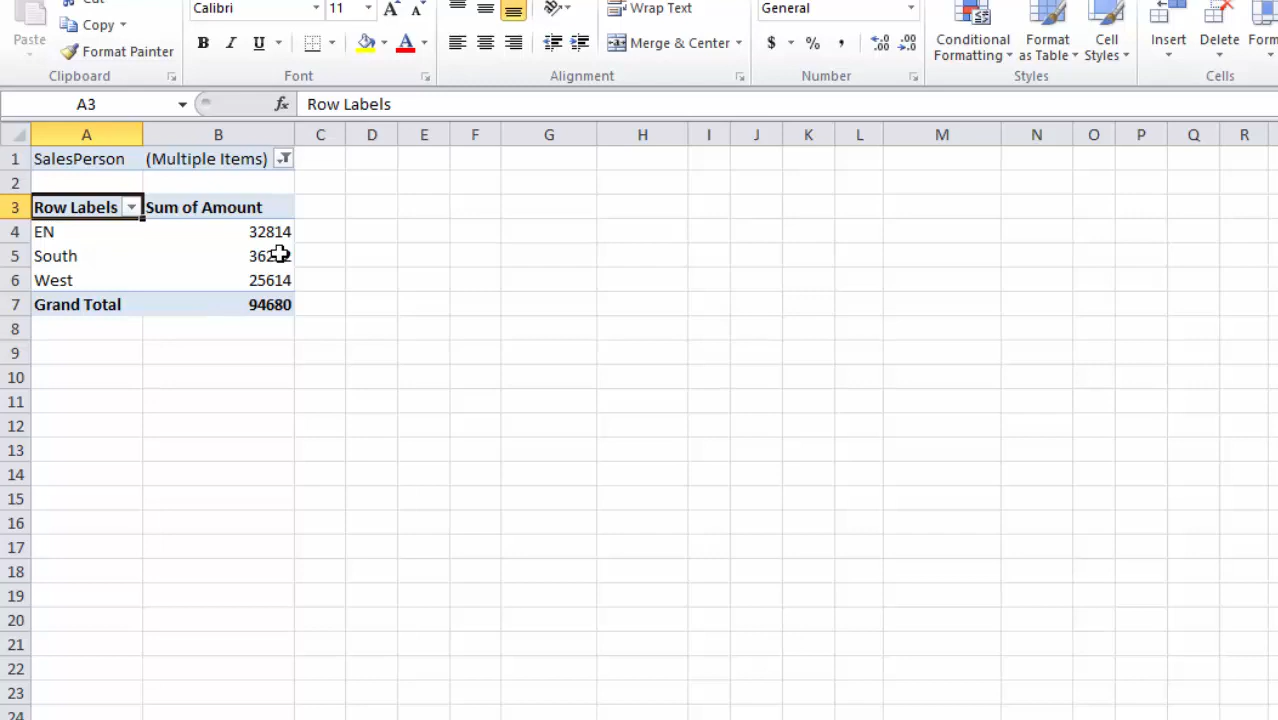 Cut
Calibri 11 Wrap Text General
Paste Copy
Format Painter B I U Merge & Center $ % , Conditional Formatting Format as Table Cell Styles Insert Delete
Clipboard Font Alignment Number Styles Cells
A3 fx Row Labels
A B C D E F G H I J K L M N O P Q R
1 SalesPerson (Multiple Items)
2
3 Row Labels Sum of Amount
4 EN 32814
5 South
6 West 25614
7 Grand Total 94680
8
9
10
11
12
13
14
15
16
17
18
19
20
21
22
23
24